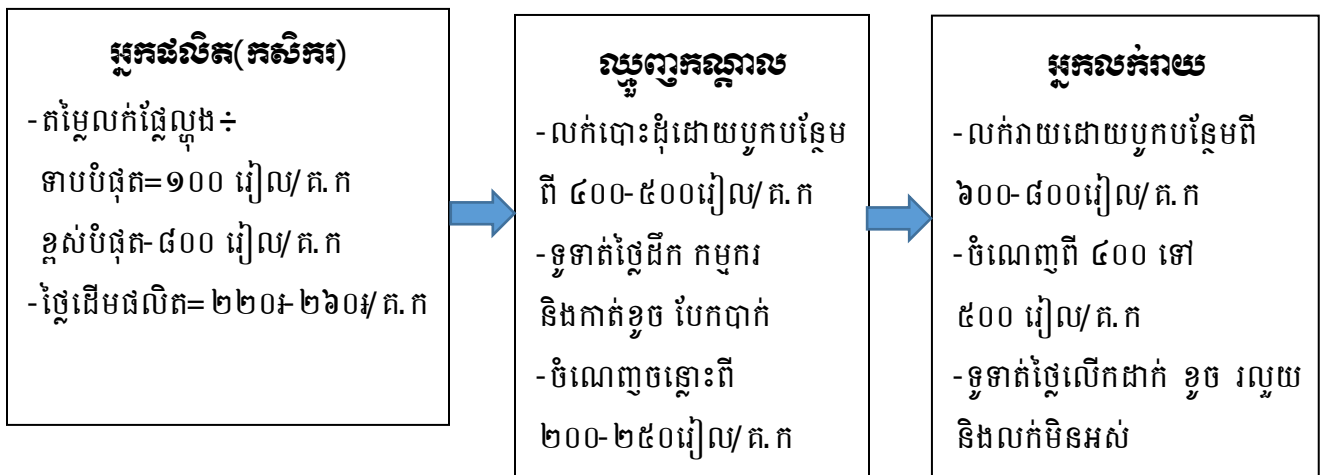 អ្នកផលិត(កសិករ)
-តម្លៃលក់ផ្លែល្ហុង÷
ទាបបំផុត=១០០ រៀល/គ.ក
ខ្ពស់បំផុត-៨០០ រៀល/គ.ក
-ថ្លៃដើមផលិត=២២០៛-២៦០៛/គ.ក
ឈ្មួញកណ្តាល
-លក់បោះដុំដោយបូកបន្ថែម
ពី ៤០០-៥០០រៀល/គ.ក
-ទូទាត់ថ្លៃដឹក កម្មករ
និងកាត់ខូច បែកបាក់
-ចំណេញចន្លោះពី
២០០-២៥០រៀល/គ.ក
អ្នកលក់រាយ
-លក់រាយដោយបូកបន្ថែមពី
៦០០-៨០០រៀល/គ.ក
-ចំណេញពី ៤០០ ទៅ
៥០០ រៀល/គ.ក
-ទូទាត់ថ្លៃលើកដាក់ ខូច រលួយ
និងលក់មិនអស់